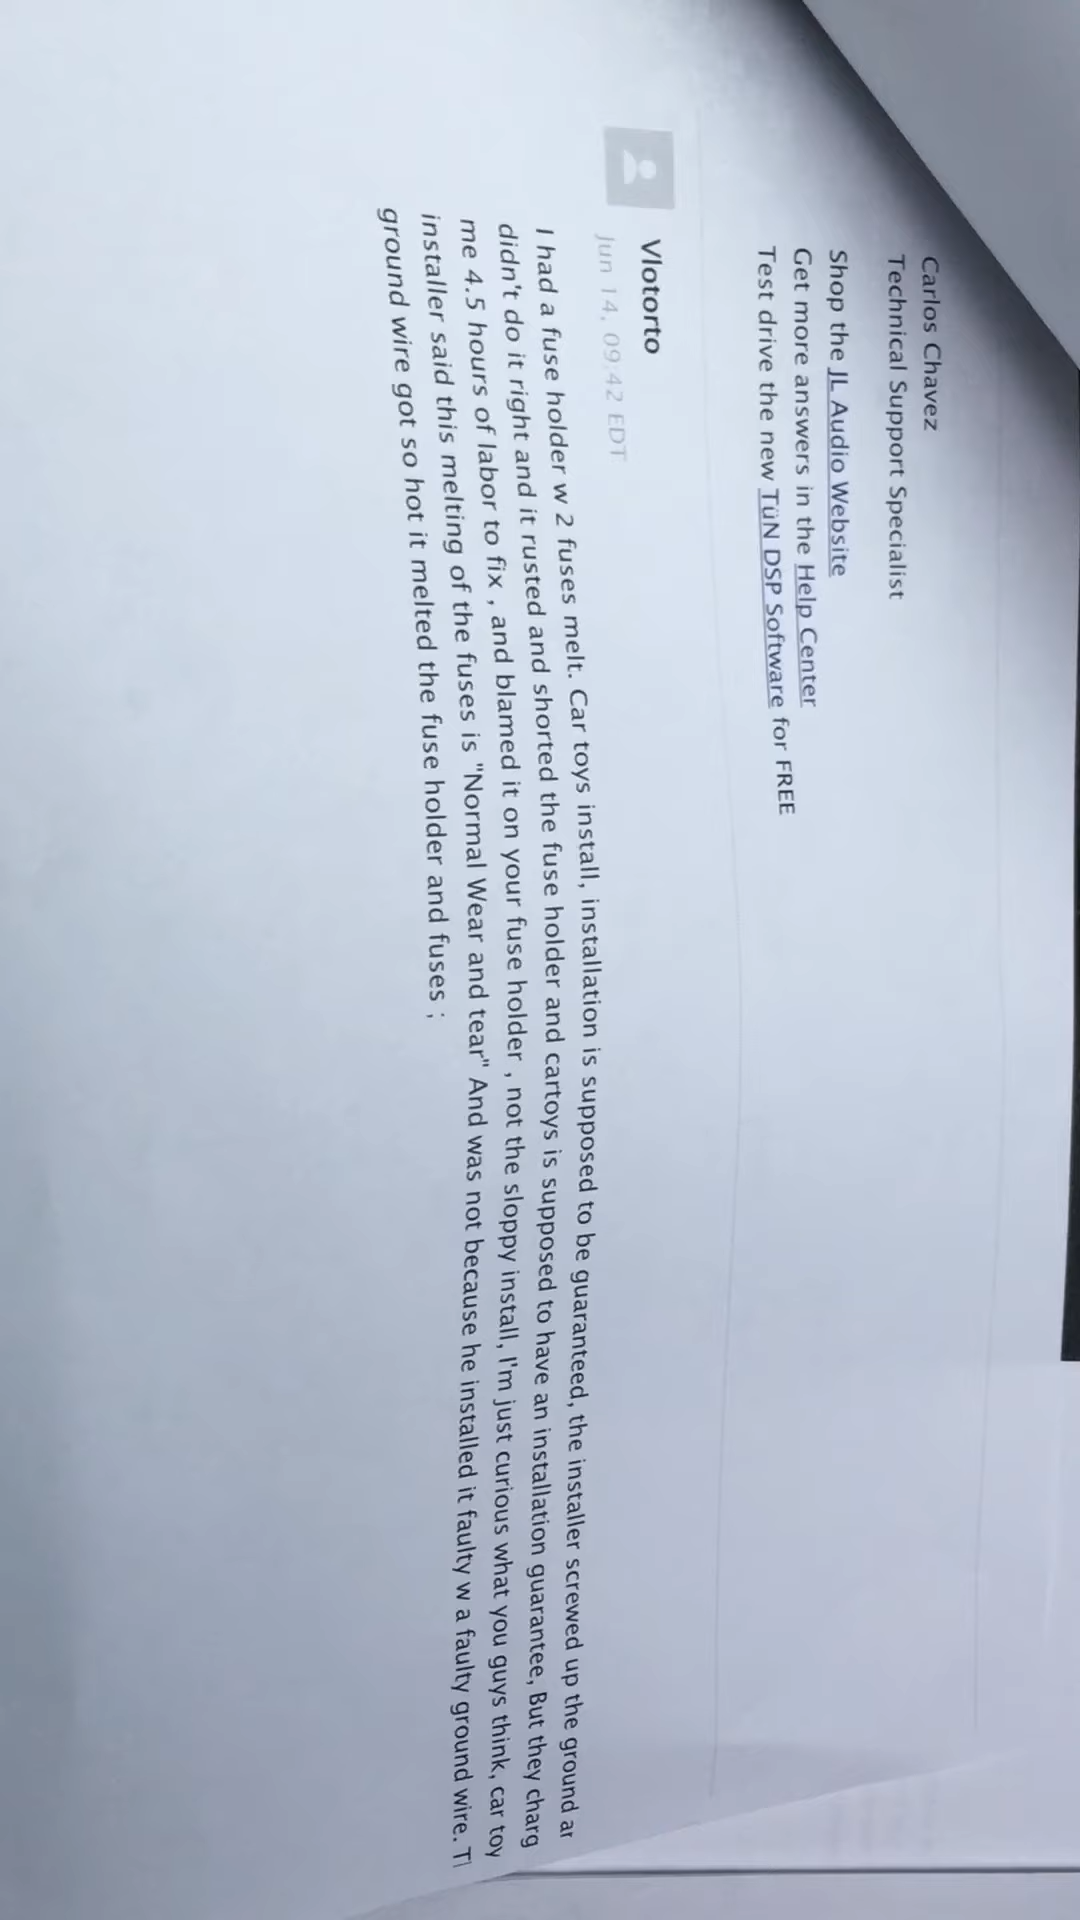 Carlos Chavez
Technical Support Specialist
Shop the JL Audio Website
Get more answers in the Help Center
Test drive the new TüN DSP Software for FREE
Vlotorto
Jun 14, 09:42 EDT
I had a fuse holder w 2 fuses melt. Car toys install, installation is supposed to be guaranteed, the installer screwed up the ground ar
didn't do it right and it rusted and shorted the fuse holder and cartoys is supposed to have an installation guarantee, But they charg
me 4.5 hours of labor to fix , and blamed it on your fuse holder , not the sloppy install, I'm just curious what you guys think, car toy
installer said this melting of the fuses is "Normal Wear and tear" And was not because he installed it faulty w a faulty ground wire. T
ground wire got so hot it melted the fuse holder and fuses ;